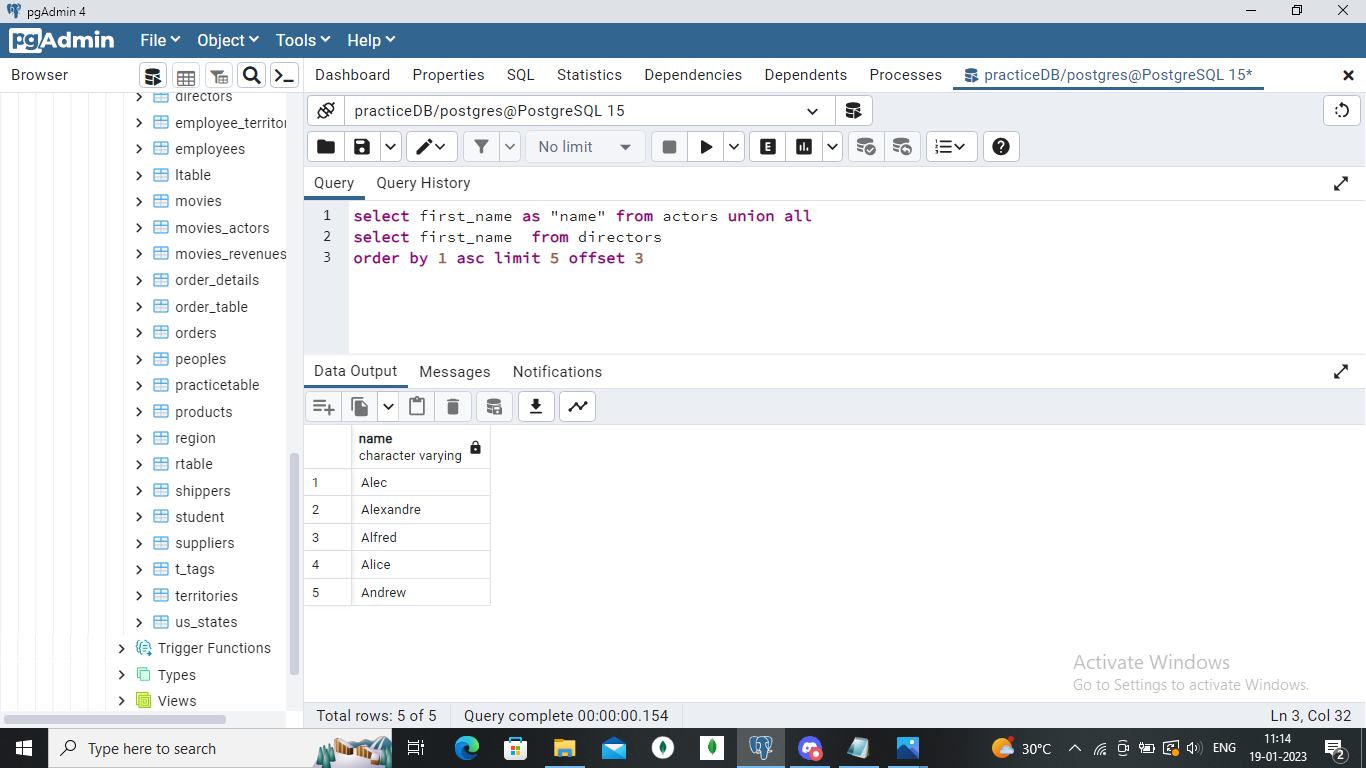 pgAdmin 4
pgAdmin File Object Tools Help
Browser
Dashboard Properties SQL Statistics Dependencies Dependents Processes practiceDB/postgres@PostgreSQL 15*
practiceDB/postgres@PostgreSQL 15
No limit
E
Query Query History
1 select first_name as "name" from actors union all
2 select first_name  from directors
3 order by 1 asc limit 5 offset 3
directors
employee_territo
employees
ltable
movies
movies_actors
movies_revenues
order_details
order_table
orders
peoples
practicetable
products
region
rtable
shippers
student
suppliers
t_tags
territories
us_states
Trigger Functions
Types
Views
Data Output Messages Notifications
name
character varying
1 Alec
2 Alexandre
3 Alfred
4 Alice
5 Andrew
Activate Windows
Go to Settings to activate Windows.
Total rows: 5 of 5 Query complete 00:00:00.154 Ln 3, Col 32
Type here to search
30°C ENG
11:14
19-01-2023
2